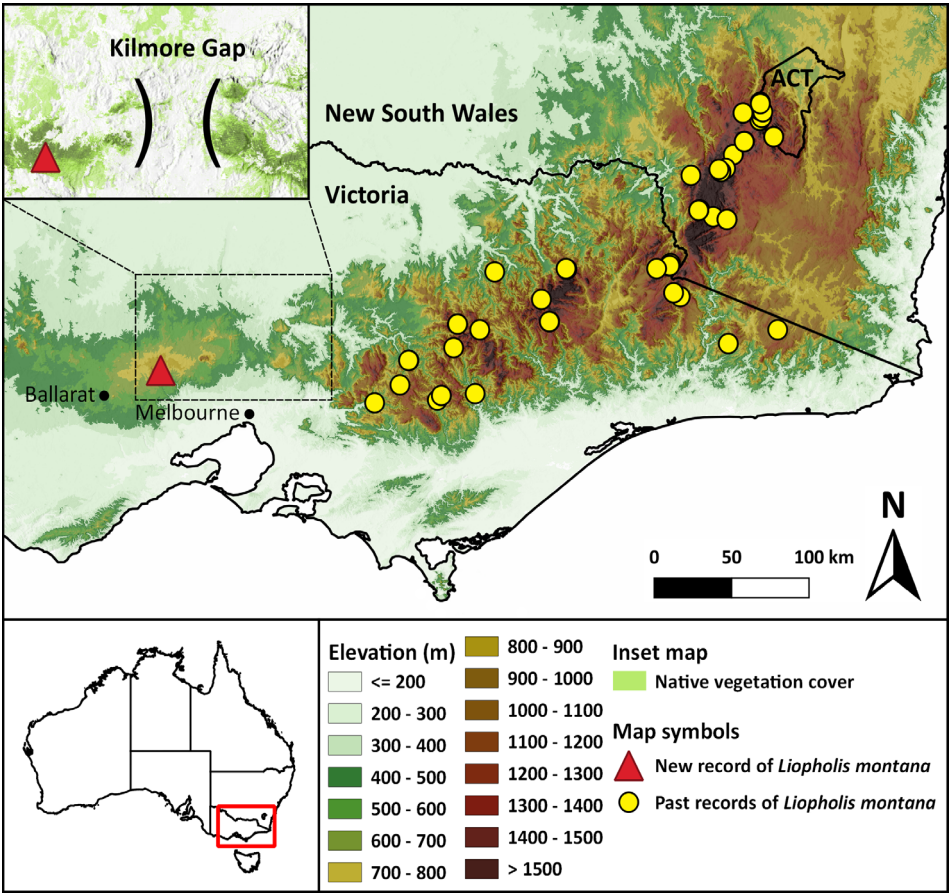 Kilmore Gap
ACT
New South Wales
Victoria
Ballarat
Melbourne
N
0 50 100 km
Elevation (m)
<= 200
200 - 300
300 - 400
400 - 500
500 - 600
600 - 700
700 - 800
800 - 900
900 - 1000
1000 - 1100
1100 - 1200
1200 - 1300
1300 - 1400
1400 - 1500
> 1500
Inset map
Native vegetation cover
Map symbols
New record of Liopholis montana
Past records of Liopholis montana